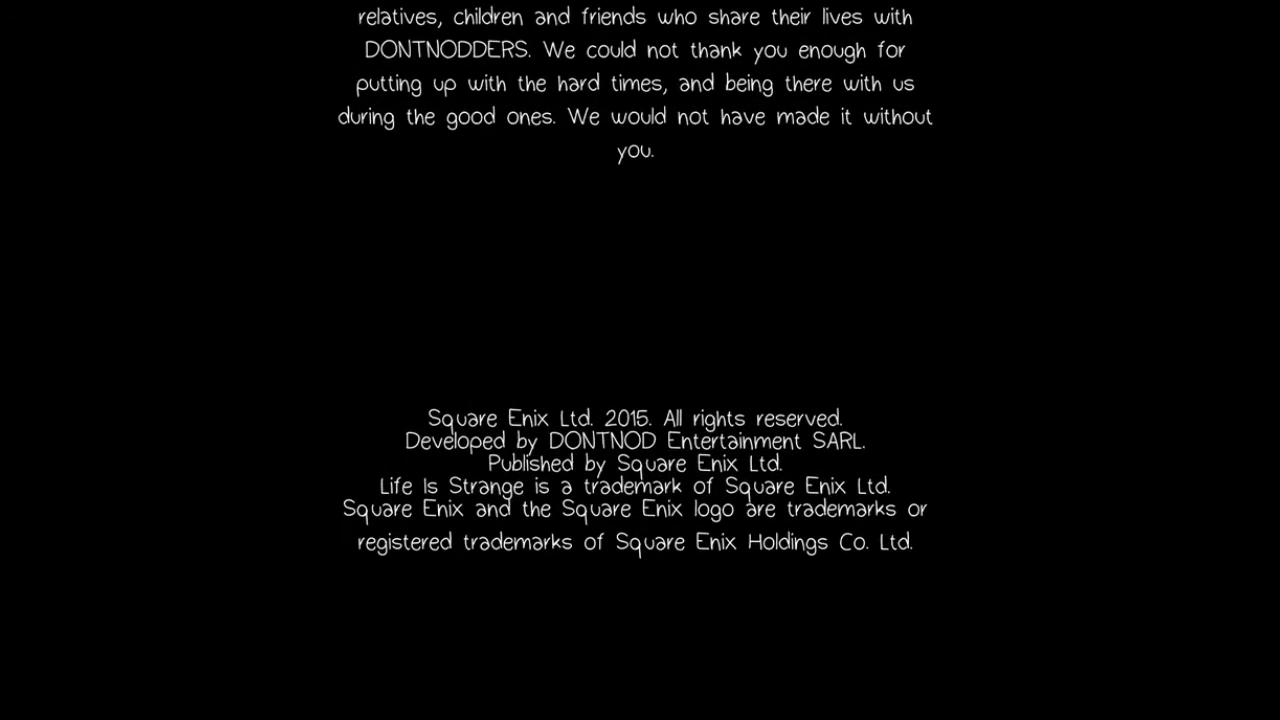 relatives, children and friends who share their lives with
DONTNODDERS. We could not thank you enough for
putting up with the hard times, and being there with us
during the good ones. We would not have made it without
you.
Square Enix Ltd. 2015. All rights reserved.
Developed by DONTNOD Entertainment SARL.
Published by Square Enix Ltd.
Life Is Strange is a trademark of Square Enix Ltd.
Square Enix and the Square Enix logo are trademarks or
registered trademarks of Square Enix Holdings Co. Ltd.